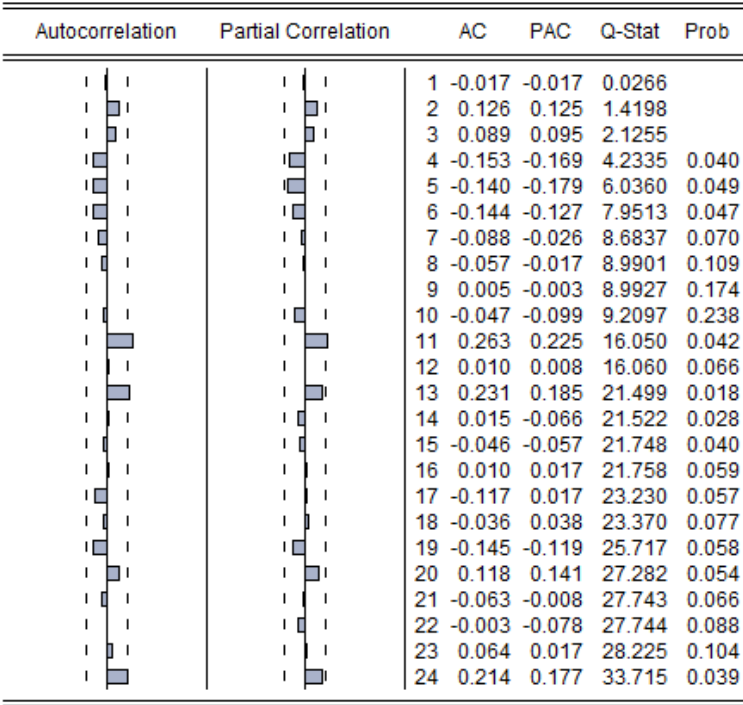 Autocorrelation Partial Correlation AC PAC Q-Stat Prob
1 -0.017 -0.017 0.0266
2 0.126 0.125 1.4198
3 0.089 0.095 2.1255
4 -0.153 -0.169 4.2335 0.040
5 -0.140 -0.179 6.0360 0.049
6 -0.144 -0.127 7.9513 0.047
7 -0.088 -0.026 8.6837 0.070
8 -0.057 -0.017 8.9901 0.109
9 0.005 -0.003 8.9927 0.174
10 -0.047 -0.099 9.2097 0.238
11 0.263 0.225 16.050 0.042
12 0.010 0.008 16.060 0.066
13 0.231 0.185 21.499 0.018
14 0.015 -0.066 21.522 0.028
15 -0.046 -0.057 21.748 0.040
16 0.010 0.017 21.758 0.059
17 -0.117 0.017 23.230 0.057
18 -0.036 0.038 23.370 0.077
19 -0.145 -0.119 25.717 0.058
20 0.118 0.141 27.282 0.054
21 -0.063 -0.008 27.743 0.066
22 -0.003 -0.078 27.744 0.088
23 0.064 0.017 28.225 0.104
24 0.214 0.177 33.715 0.039